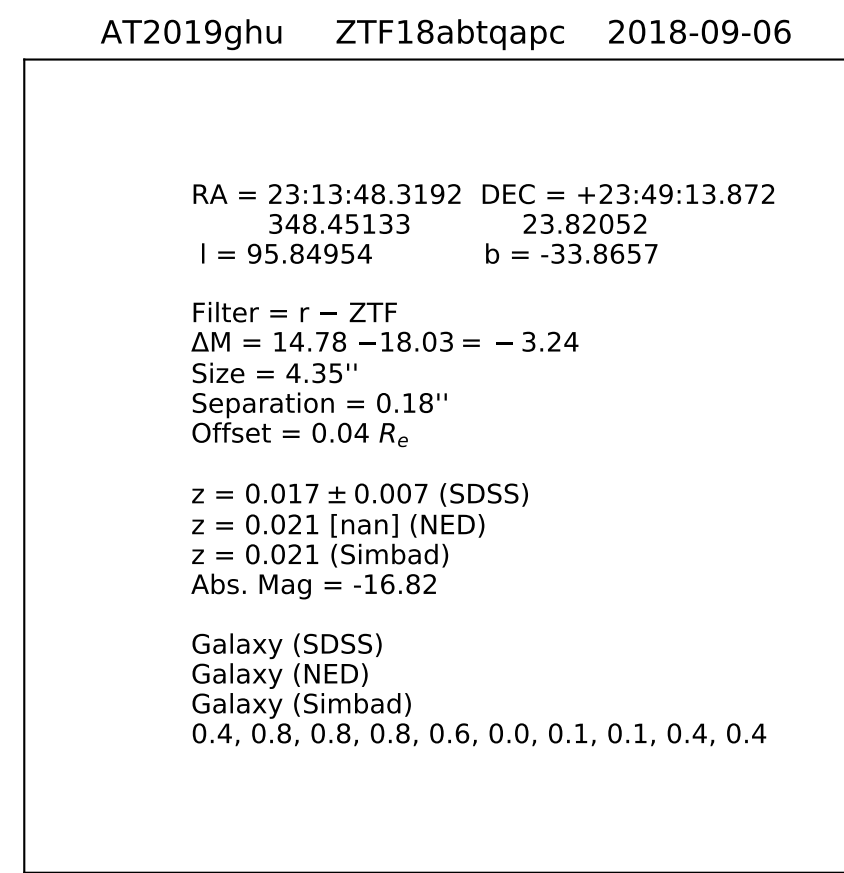 AT2019ghu ZTF18abtqapc 2018-09-06
RA = 23:13:48.3192 DEC = +23:49:13.872
348.45133 23.82052
l = 95.84954 b = -33.8657
Filter = r − ZTF
ΔM = 14.78 −18.03 = − 3.24
Size = 4.35''
Separation = 0.18''
Offset = 0.04 Rₑ
z = 0.017 ± 0.007 (SDSS)
z = 0.021 [nan] (NED)
z = 0.021 (Simbad)
Abs. Mag = -16.82
Galaxy (SDSS)
Galaxy (NED)
Galaxy (Simbad)
0.4, 0.8, 0.8, 0.8, 0.6, 0.0, 0.1, 0.1, 0.4, 0.4